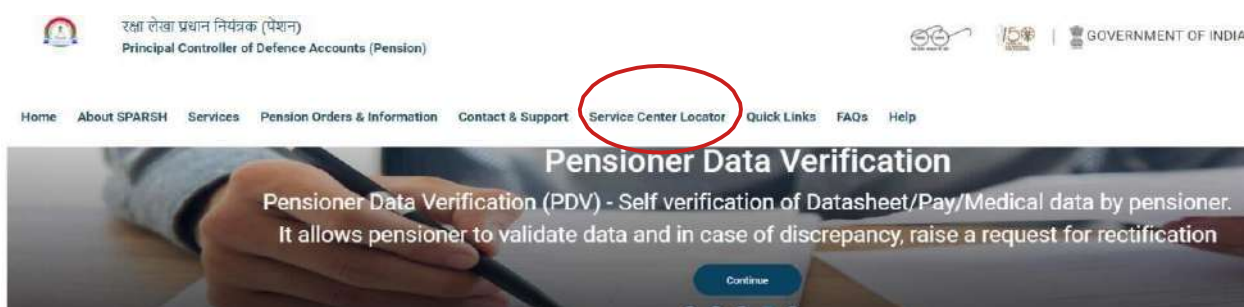 रक्षा लेखा प्रधान नियंत्रक (पेंशन)
Principal Controller of Defence Accounts (Pension)
150
GOVERNMENT OF INDIA
Home About SPARSH Services Pension Orders & Information Contact & Support Service Center Locator Quick Links FAQs Help
Pensioner Data Verification
Pensioner Data Verification (PDV) - Self verification of Datasheet/Pay/Medical data by pensioner.
It allows pensioner to validate data and in case of discrepancy, raise a request for rectification
Continue